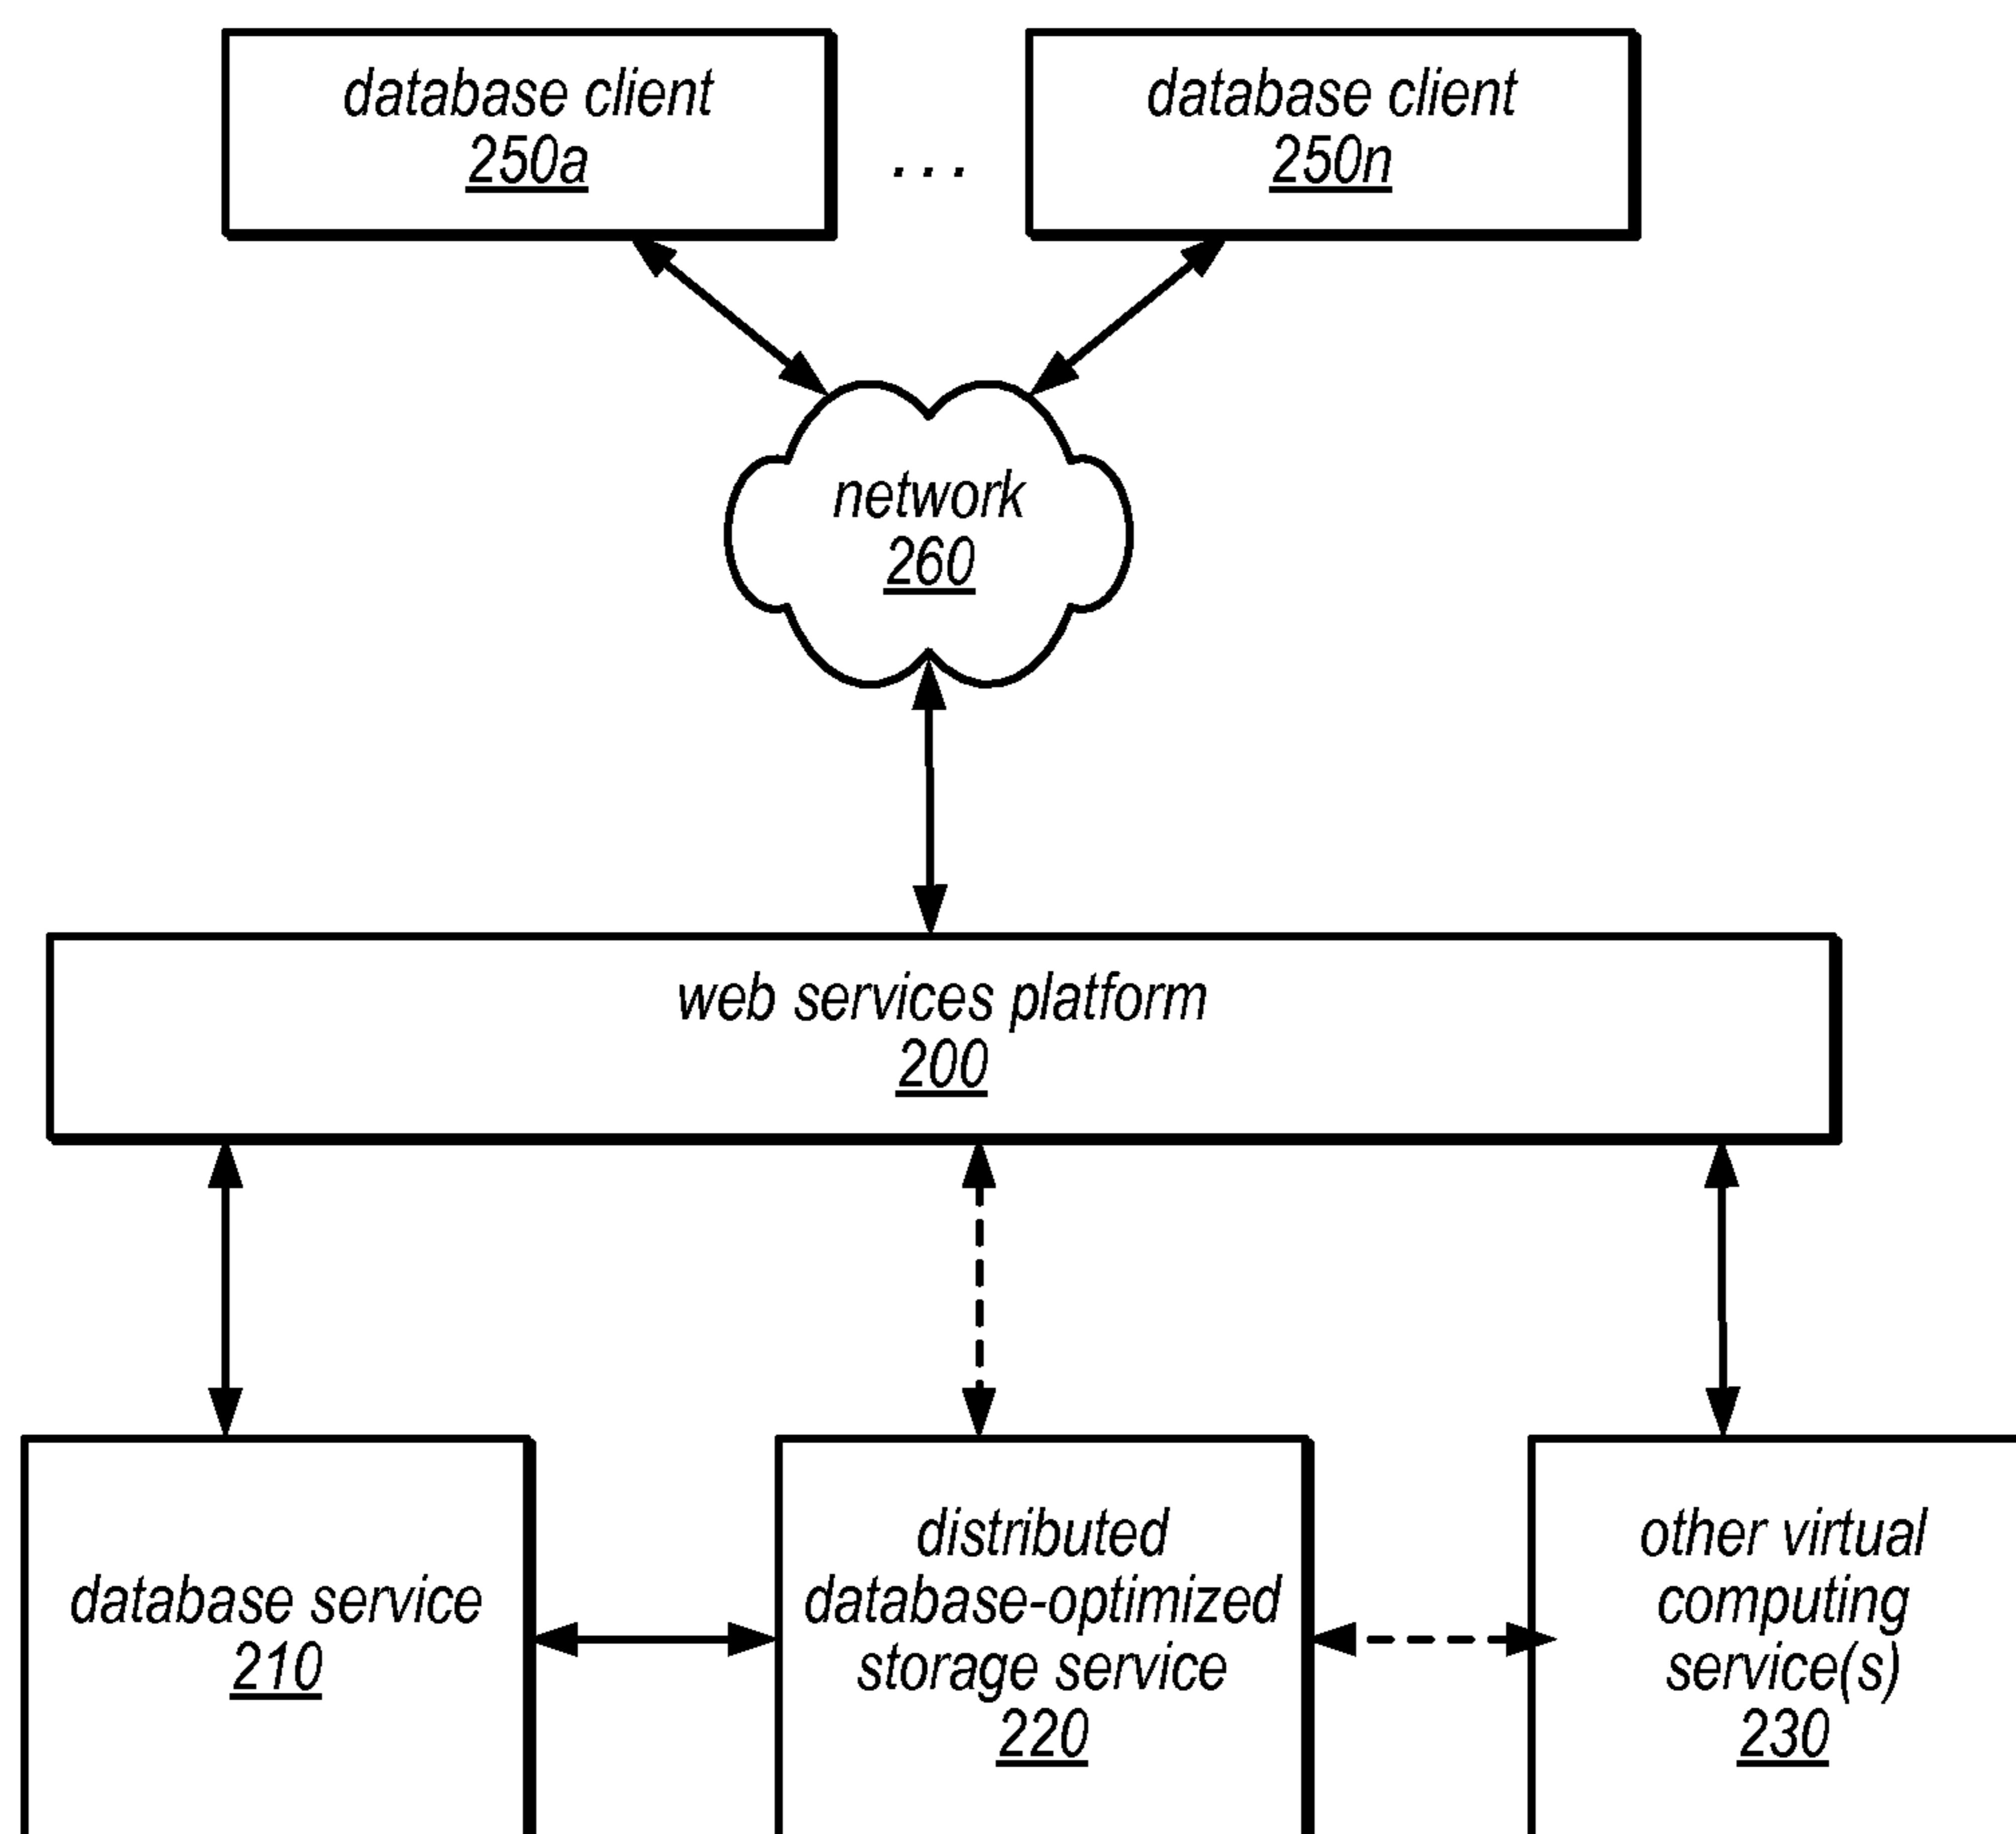 database client
250a
...
database client
250n
network
260
web services platform
200
database service
210
distributed
database-optimized
storage service
220
other virtual
computing
service(s)
230